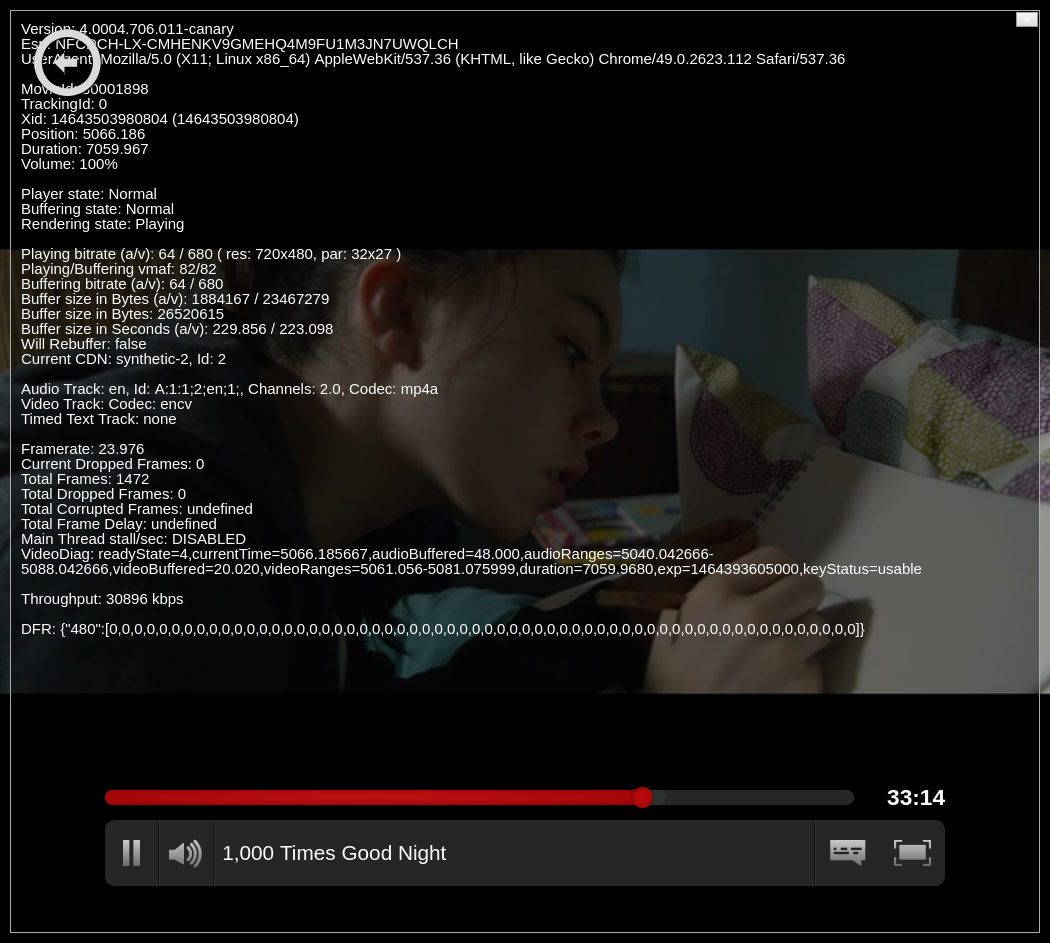 Version: 4.0004.706.011-canary
Esn: NFCDCH-LX-CMHENKV9GMEHQ4M9FU1M3JN7UWQLCH
UserAgent: Mozilla/5.0 (X11; Linux x86_64) AppleWebKit/537.36 (KHTML, like Gecko) Chrome/49.0.2623.112 Safari/537.36
MovieId: 80001898
TrackingId: 0
Xid: 14643503980804 (14643503980804)
Position: 5066.186
Duration: 7059.967
Volume: 100%
Player state: Normal
Buffering state: Normal
Rendering state: Playing
Playing bitrate (a/v): 64 / 680 ( res: 720x480, par: 32x27 )
Playing/Buffering vmaf: 82/82
Buffering bitrate (a/v): 64 / 680
Buffer size in Bytes (a/v): 1884167 / 23467279
Buffer size in Bytes: 26520615
Buffer size in Seconds (a/v): 229.856 / 223.098
Will Rebuffer: false
Current CDN: synthetic-2, Id: 2
Audio Track: en, Id: A:1:1;2;en;1;, Channels: 2.0, Codec: mp4a
Video Track: Codec: encv
Timed Text Track: none
Framerate: 23.976
Current Dropped Frames: 0
Total Frames: 1472
Total Dropped Frames: 0
Total Corrupted Frames: undefined
Total Frame Delay: undefined
Main Thread stall/sec: DISABLED
VideoDiag: readyState=4,currentTime=5066.185667,audioBuffered=48.000,audioRanges=5040.042666-
5088.042666,videoBuffered=20.020,videoRanges=5061.056-5081.075999,duration=7059.9680,exp=1464393605000,keyStatus=usable
Throughput: 30896 kbps
DFR: {"480":[0,0,0,0,0,0,0,0,0,0,0,0,0,0,0,0,0,0,0,0,0,0,0,0,0,0,0,0,0,0,0,0,0,0,0,0,0,0,0,0,0,0,0,0,0,0,0,0,0,0,0,0,0,0,0,0,0,0,0,0]}
33:14
1,000 Times Good Night